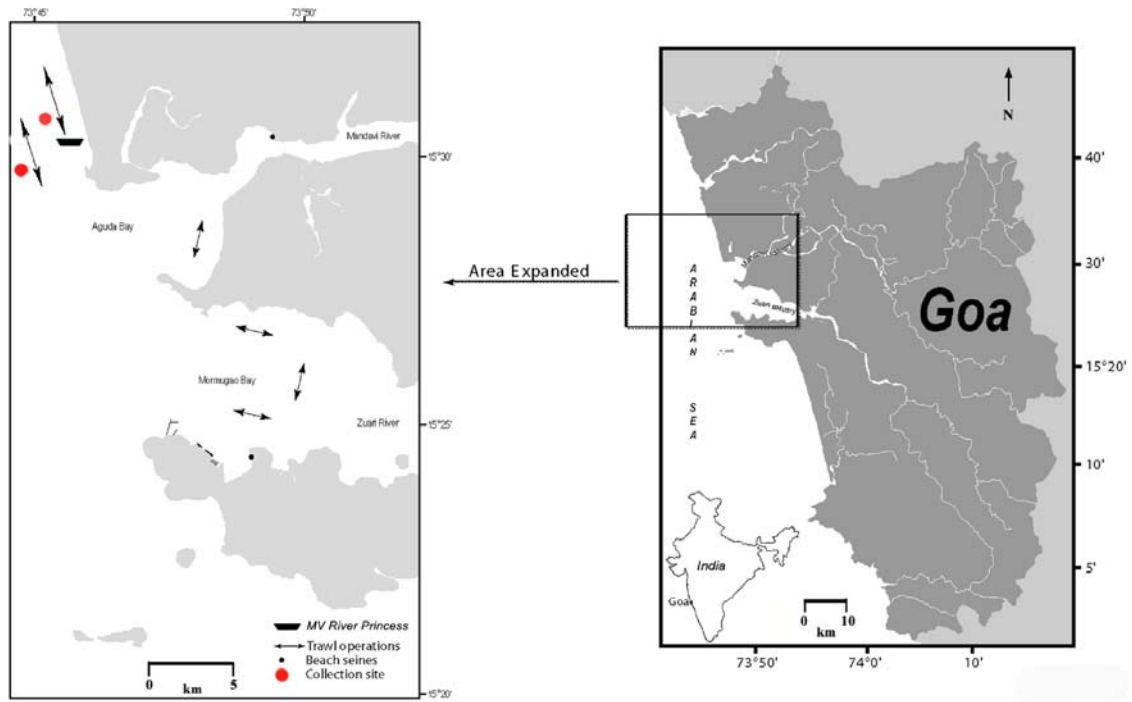 73°45
73°50
Mandavi River
15°30
Aguda Bay
Mormugao Bay
Zuari River
15°25
MV River Princess
Trawl operations
Beach seines
Collection site
0 5
km
15°20
Area Expanded
N
40'
30'
Goa
Zuari estuary
ARABIAN
SEA
15°20'
10'
5'
India
Goa
0 10
km
73°50'
74°0'
10'